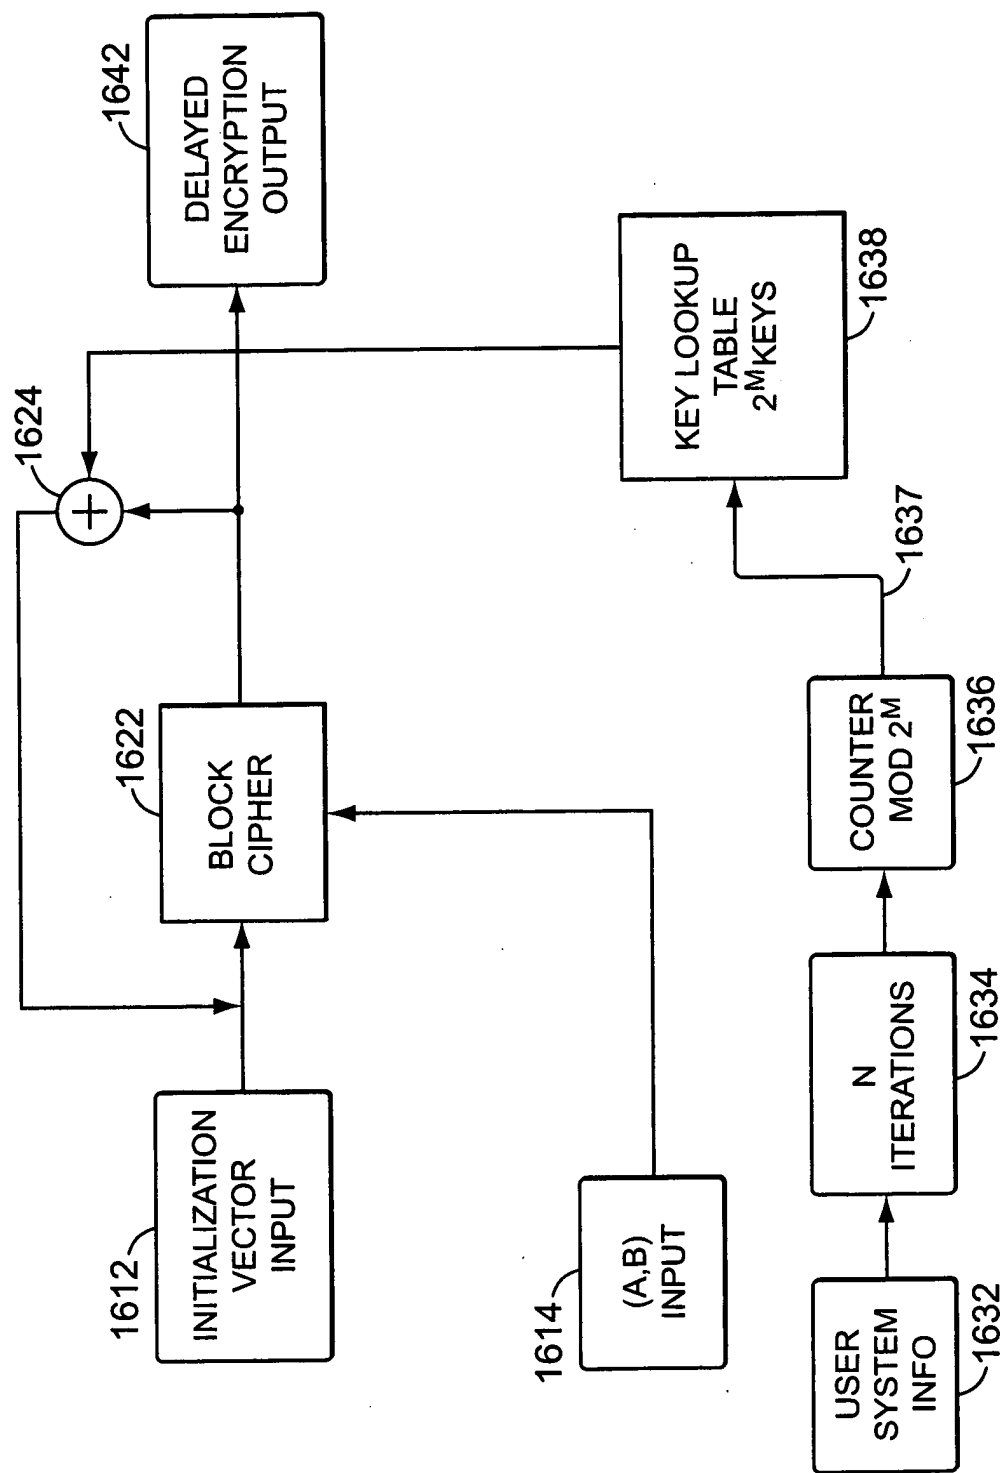 1612
INITIALIZATION
VECTOR
INPUT
1622
BLOCK
CIPHER
1624
+
1642
DELAYED
ENCRYPTION
OUTPUT
1614
(A,B)
INPUT
USER
SYSTEM
INFO
1632
N
ITERATIONS
1634
COUNTER
MOD 2^M
1636
1637
KEY LOOKUP
TABLE
2^M KEYS
1638